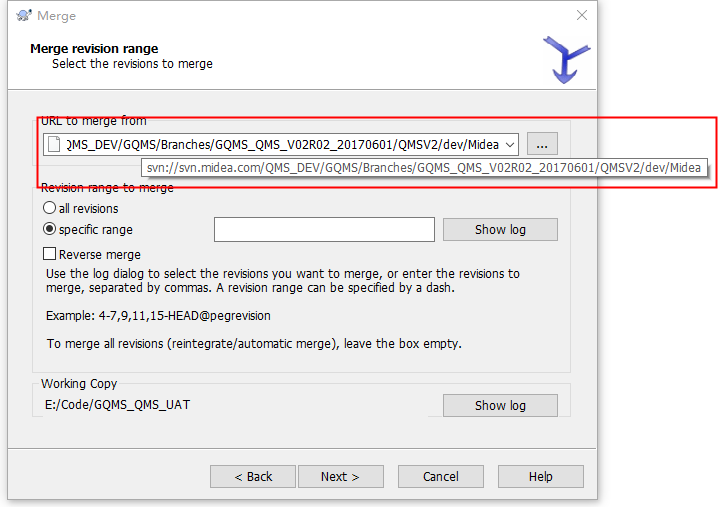 Merge
Merge revision range
Select the revisions to merge
URL to merge from
QMS_DEV/GQMS/Branches/GQMS_QMS_V02R02_20170601/QMSV2/dev/Midea
...
svn://svn.midea.com/QMS_DEV/GQMS/Branches/GQMS_QMS_V02R02_20170601/QMSV2/dev/Midea
Revision range to merge
all revisions
specific range
Show log
Reverse merge
Use the log dialog to select the revisions you want to merge, or enter the revisions to
merge, separated by commas. A revision range can be specified by a dash.
Example: 4-7,9,11,15-HEAD@pegrevision
To merge all revisions (reintegrate/automatic merge), leave the box empty.
Working Copy
E:/Code/GQMS_QMS_UAT
Show log
< Back
Next >
Cancel
Help